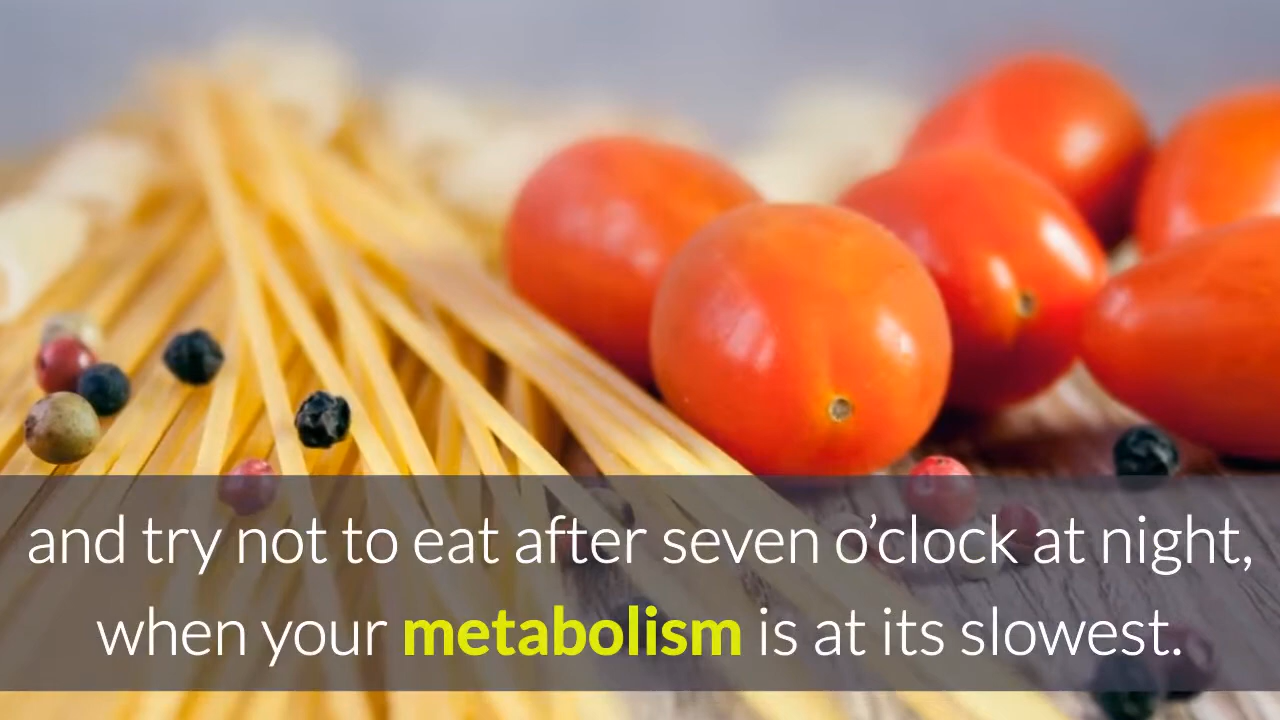 and try not to eat after seven o’clock at night,
when your metabolism is at its slowest.